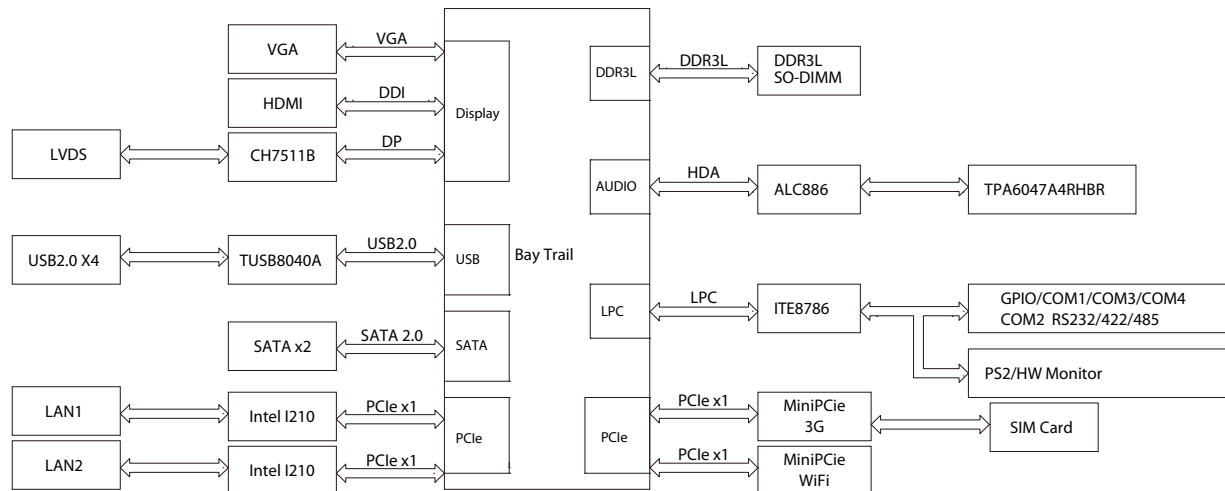 VGA
VGA
HDMI
DDI
LVDS
CH7511B
DP
Display
USB2.0 X4
TUSB8040A
USB2.0
USB
SATA x2
SATA 2.0
SATA
LAN1
Intel I210
PCIe x1
LAN2
Intel I210
PCIe x1
PCIe
Bay Trail
DDR3L
DDR3L
DDR3L
SO-DIMM
AUDIO
HDA
ALC886
TPA6047A4RHBR
LPC
LPC
ITE8786
GPIO/COM1/COM3/COM4
COM2 RS232/422/485
PS2/HW Monitor
PCIe
PCIe x1
MiniPCie
3G
SIM Card
PCIe x1
MiniPCie
WiFi